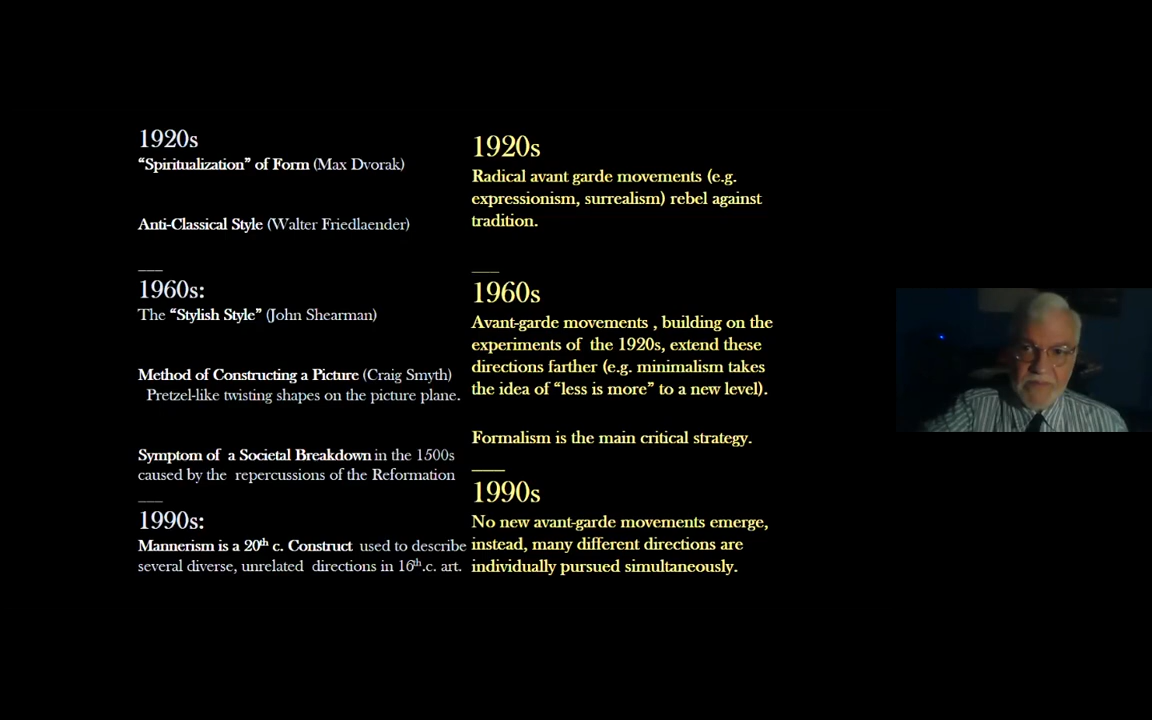 1920s
“Spiritualization” of Form (Max Dvorak)
Anti-Classical Style (Walter Friedlaender)
___
1960s:
The “Stylish Style” (John Shearman)
Method of Constructing a Picture (Craig Smyth)
Pretzel-like twisting shapes on the picture plane.
Symptom of a Societal Breakdown in the 1500s
caused by the repercussions of the Reformation
___
1990s:
Mannerism is a 20th c. Construct used to describe
several diverse, unrelated directions in 16th.c. art.
1920s
Radical avant garde movements (e.g.
expressionism, surrealism) rebel against
tradition.
___
1960s
Avant-garde movements , building on the
experiments of the 1920s, extend these
directions farther (e.g. minimalism takes
the idea of “less is more” to a new level).
Formalism is the main critical strategy.
____
1990s
No new avant-garde movements emerge,
instead, many different directions are
individually pursued simultaneously.